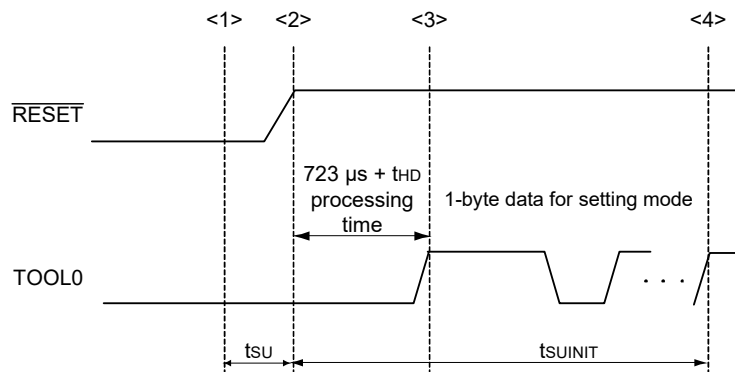 <1> <2> <3> <4>
RESET
723 µs + tHD
processing
time
1-byte data for setting mode
TOOL0
. . .
tSU
tSUINIT